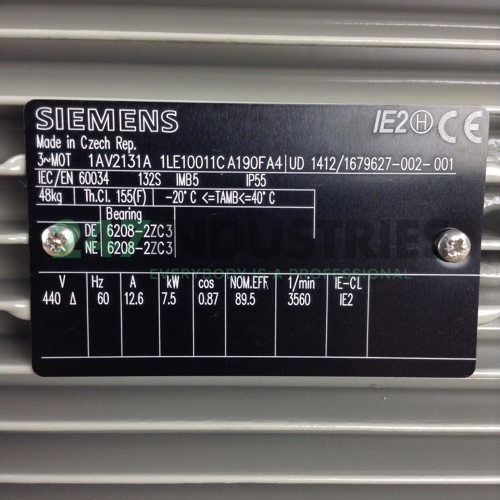 SIEMENS IE2 H CE
Made in Czech Rep.
3~MOT 1AV2131A 1LE10011CA190FA4 UD 1412/1679627-002-001
IEC/EN 60034 132S IMB5 IP55
48kg Th.Cl. 155(F) -20°C <=TAMB<=40°C
Bearing
DE 6208-2ZC3
NE 6208-2ZC3
INDUSTRIES
EVERYBODY IS A WINNER
V Hz A kW cos NOM.EFF. 1/min IE-CL
440 Δ 60 12.6 7.5 0.87 89.5 3560 IE2